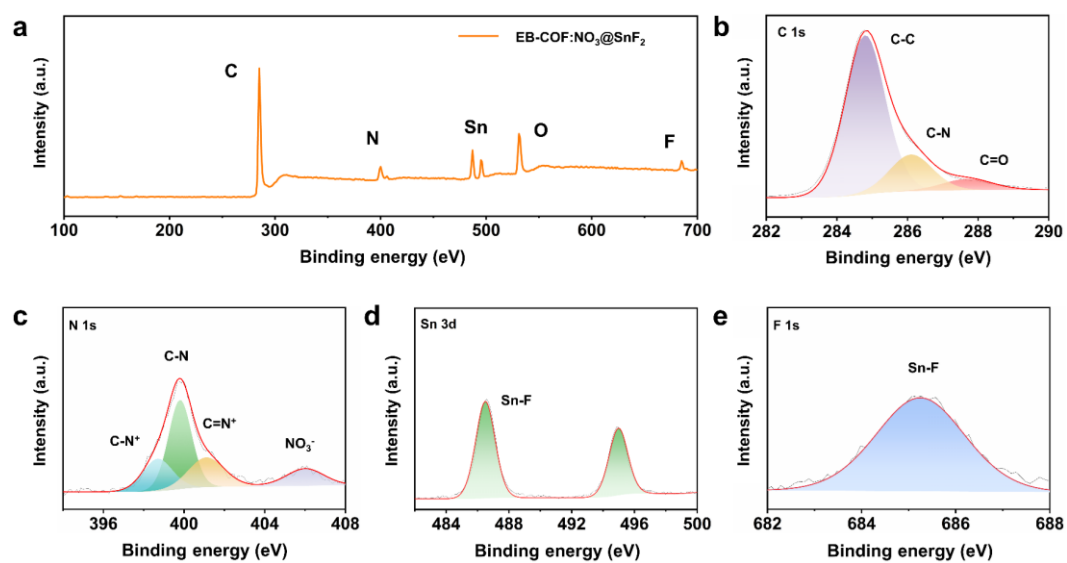 a
EB-COF:NO₃@SnF₂
C
N
Sn
O
F
Intensity (a.u.)
100 200 300 400 500 600 700
Binding energy (eV)
b
C 1s
C-C
C-N
C=O
Intensity (a.u.)
282 284 286 288 290
Binding energy (eV)
c
N 1s
C-N
C-N⁺
C=N⁺
NO₃⁻
Intensity (a.u.)
396 400 404 408
Binding energy (eV)
d
Sn 3d
Sn-F
Intensity (a.u.)
484 488 492 496 500
Binding energy (eV)
e
F 1s
Sn-F
Intensity (a.u.)
682 684 686 688
Binding energy (eV)